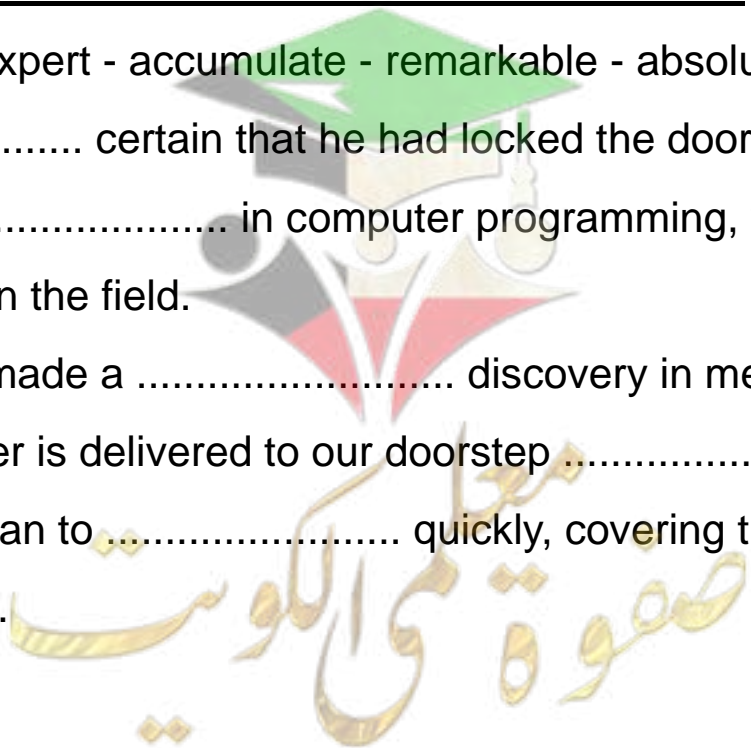 xpert - accumulate - remarkable - absolu
........ certain that he had locked the door
.................... in computer programming,
n the field.
made a ........................... discovery in me
er is delivered to our doorstep ................
an to ......................... quickly, covering t
.
صفوة معلمى الكويت